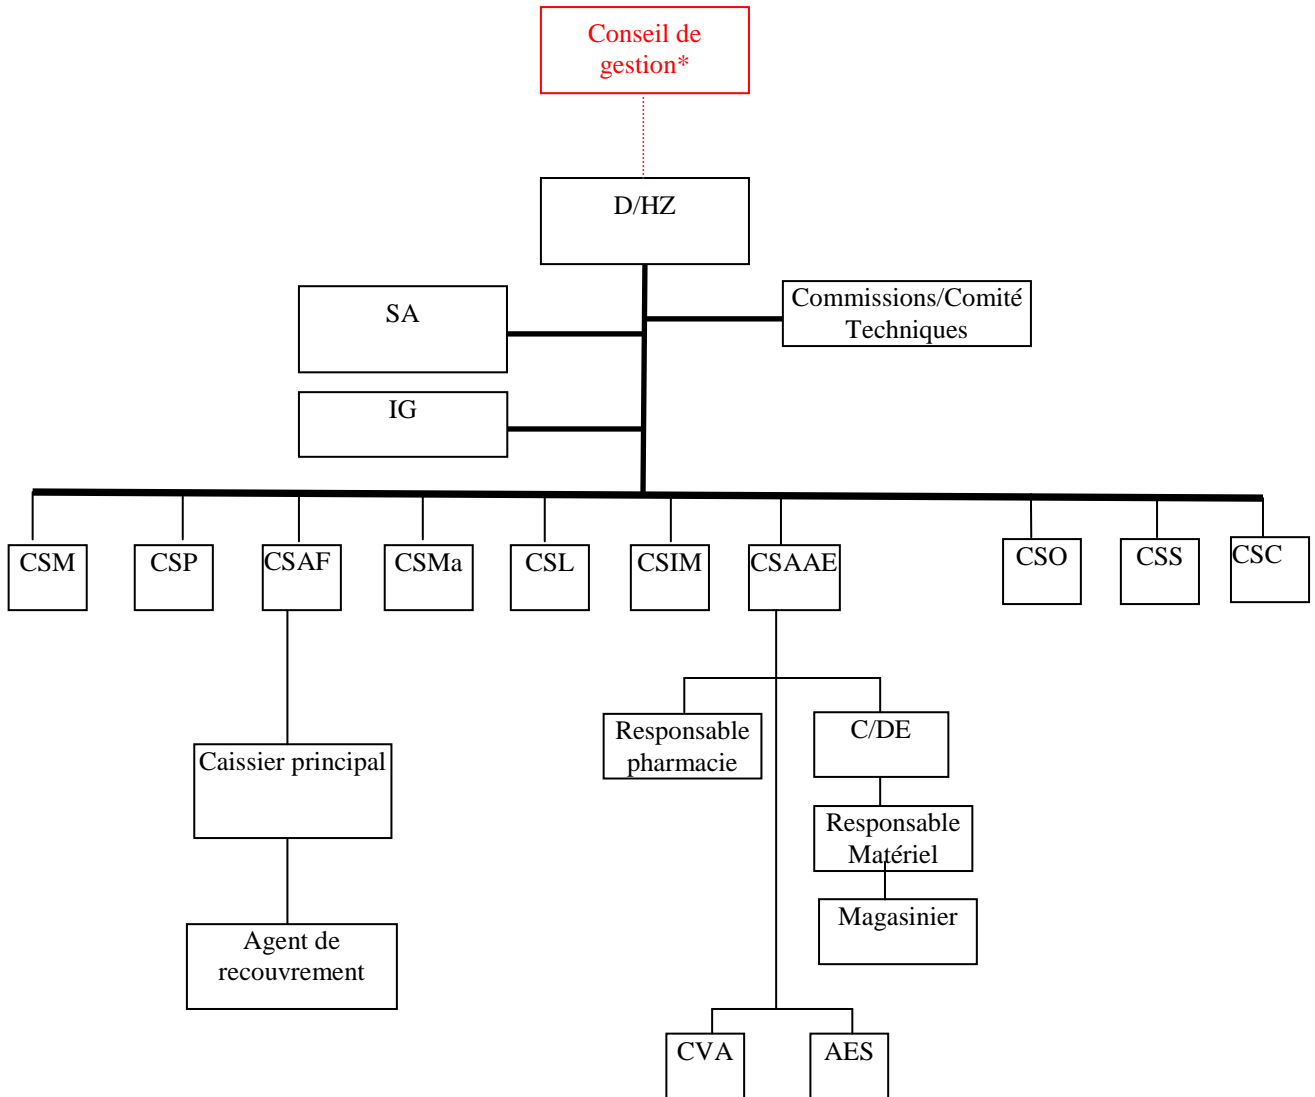 Conseil de
gestion*
D/HZ
SA
Commissions/Comité
Techniques
IG
CSM
CSP
CSAF
CSMa
CSL
CSIM
CSAAE
CSO
CSS
CSC
Responsable
pharmacie
C/DE
Caissier principal
Responsable
Matériel
Magasinier
Agent de
recouvrement
CVA
AES